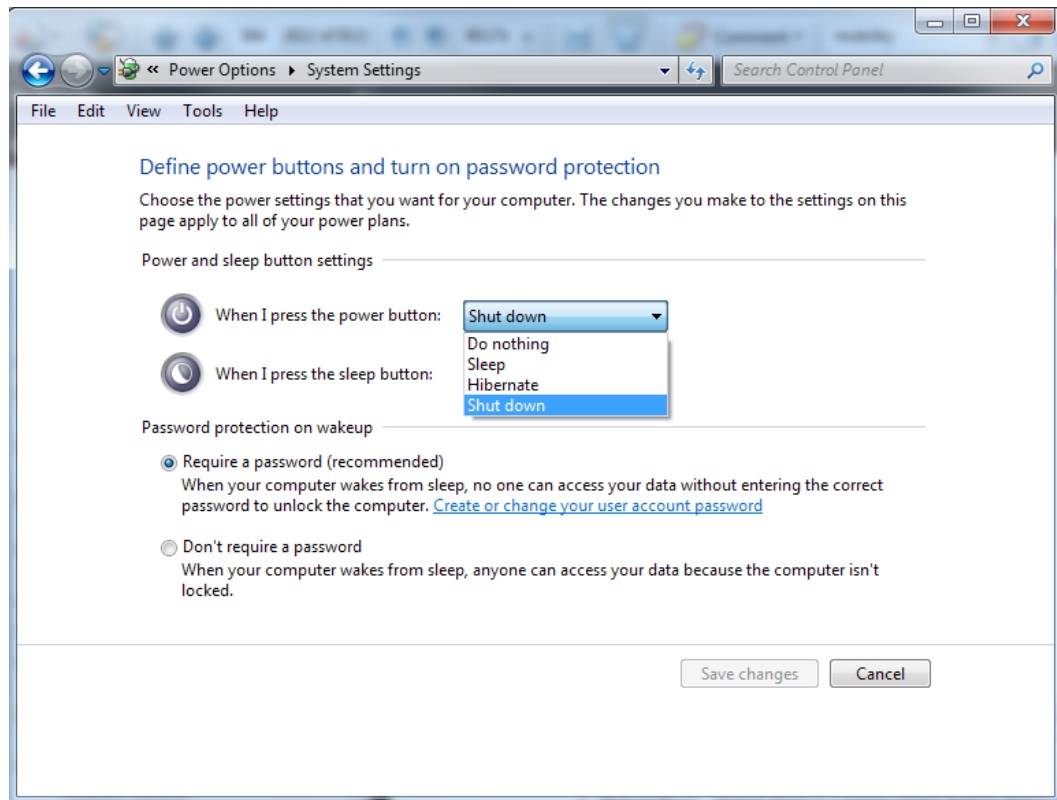 « Power Options ▸ System Settings
Search Control Panel
File Edit View Tools Help
Define power buttons and turn on password protection
Choose the power settings that you want for your computer. The changes you make to the settings on this
page apply to all of your power plans.
Power and sleep button settings
When I press the power button: Shut down
Do nothing
Sleep
When I press the sleep button:
Hibernate
Shut down
Password protection on wakeup
Require a password (recommended)
When your computer wakes from sleep, no one can access your data without entering the correct
password to unlock the computer. Create or change your user account password
Don't require a password
When your computer wakes from sleep, anyone can access your data because the computer isn't
locked.
Save changes Cancel